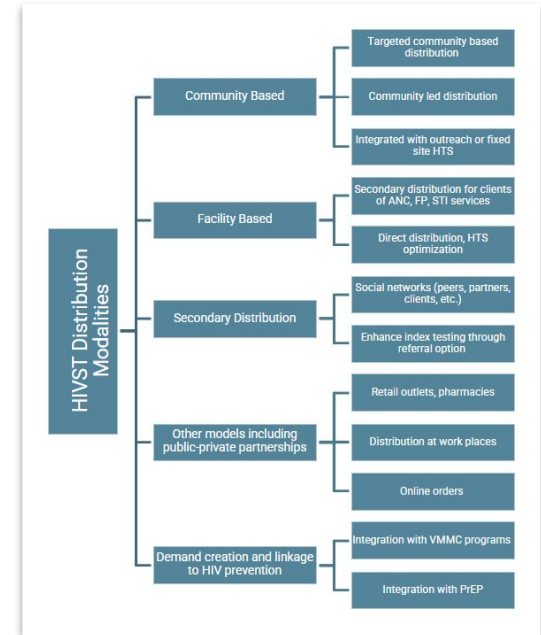 HIVST Distribution
Modalities
Community Based
Targeted community based
distribution
Community led distribution
Integrated with outreach or fixed
site HTS
Facility Based
Secondary distribution for clients
of ANC, FP, STI services
Direct distribution, HTS
optimization
Secondary Distribution
Social networks (peers, partners,
clients, etc.)
Enhance index testing through
referral option
Other models including
public-private partnerships
Retail outlets, pharmacies
Distribution at work places
Online orders
Demand creation and linkage
to HIV prevention
Integration with VMMC programs
Integration with PrEP